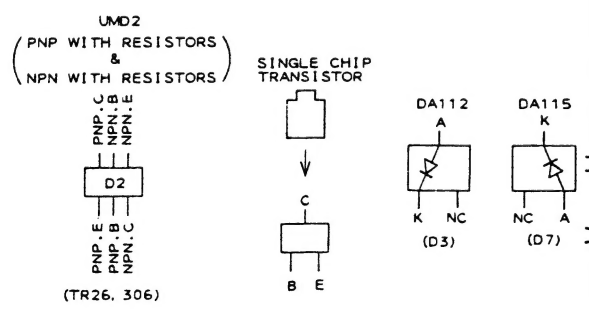 UMD2
PNP WITH RESISTORS
&
NPN WITH RESISTORS
PNP.C
NPN.B
NPN.E
D2
PNP.E
PNP.B
NPN.C
(TR26, 306)
SINGLE CHIP
TRANSISTOR
C
B E
DA112
A
K NC
(D3)
DA115
K
NC A
(D7)